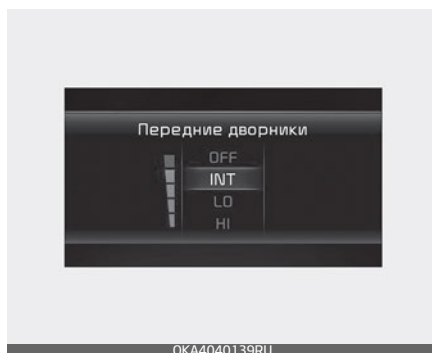 Передние дворники
OFF
INT
LO
HI
OKA4040139RU